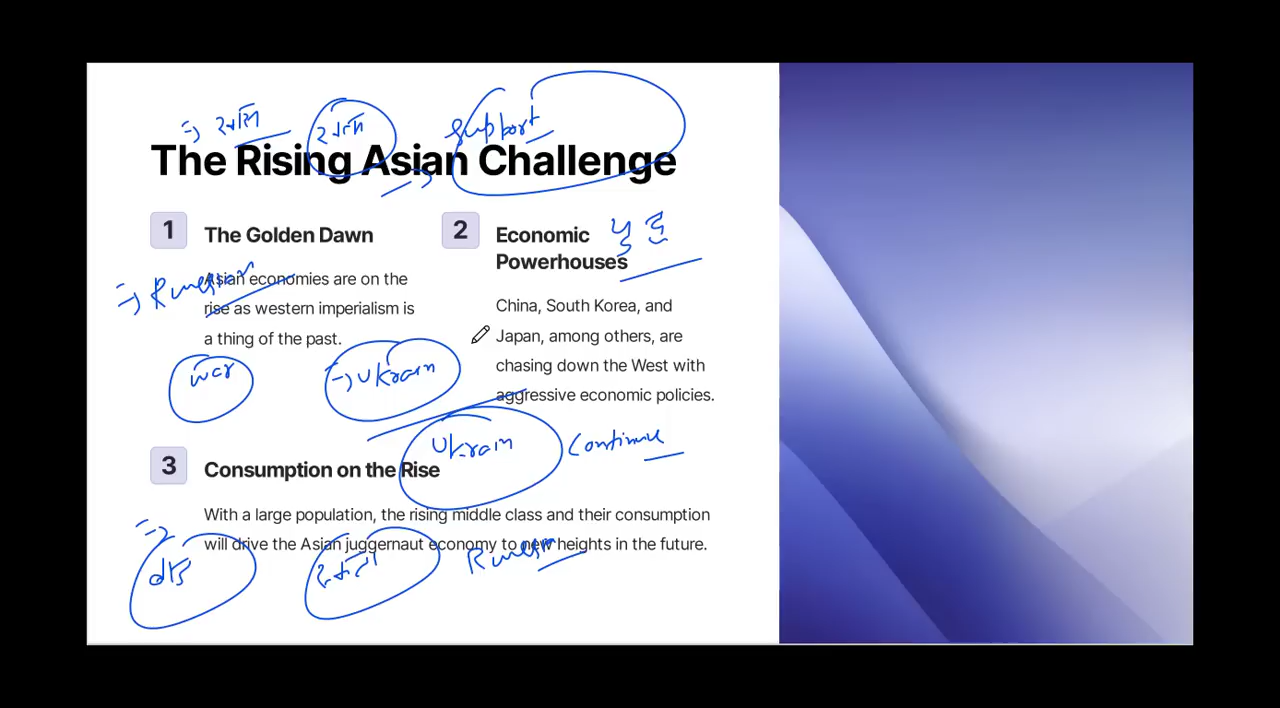 support
The Rising Asian Challenge
1
The Golden Dawn
Asian economies are on the
rise as western imperialism is
a thing of the past.
2
Economic
युद्ध
Powerhouses
China, South Korea, and
Japan, among others, are
chasing down the West with
aggressive economic policies.
war
=> Ukrain
Ukrain
Continue
3
Consumption on the Rise
With a large population, the rising middle class and their consumption
will drive the Asian juggernaut economy to new heights in the future.